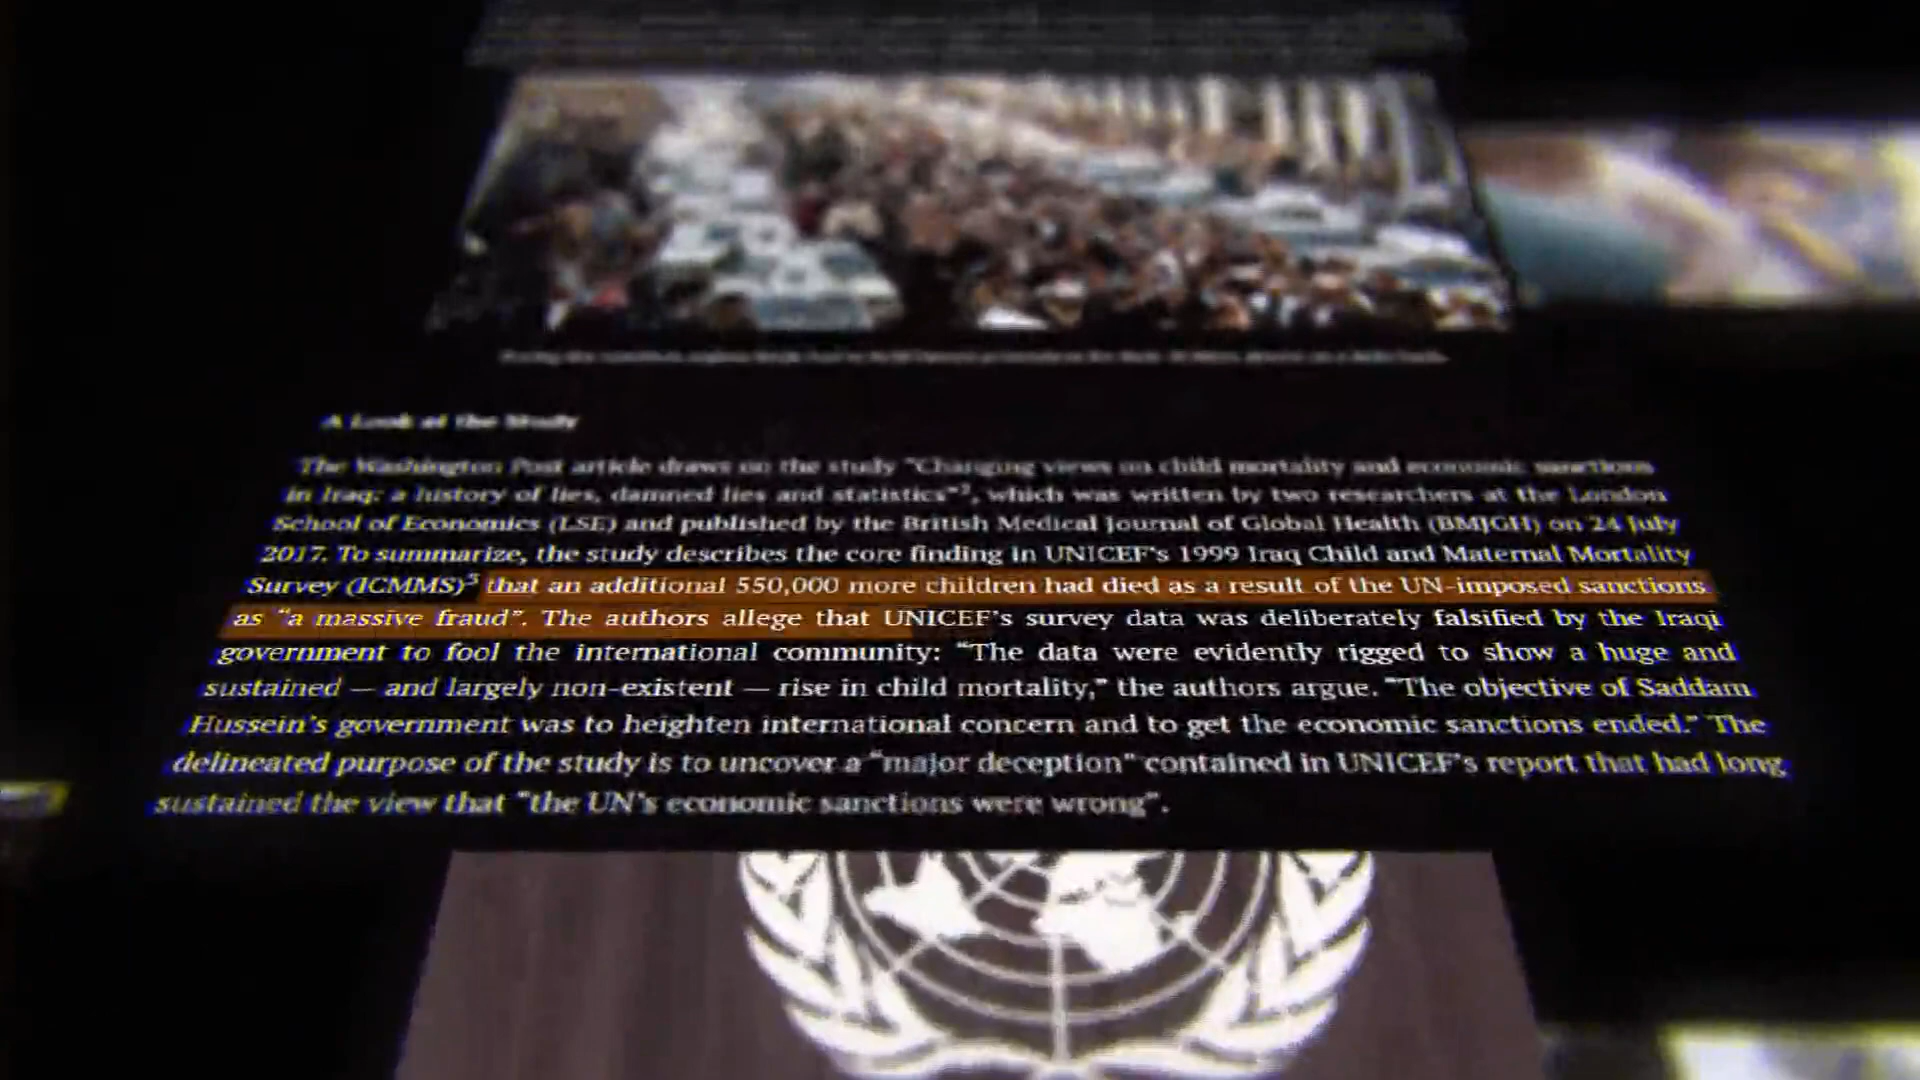 A Look at the Study
The Washington Post article draws on the study "Changing views on child mortality and economic sanctions
in Iraq: a history of lies, damned lies and statistics"², which was written by two researchers at the London
School of Economics (LSE) and published by the British Medical Journal of Global Health (BMJGH) on 24 July
2017. To summarize, the study describes the core finding in UNICEF's 1999 Iraq Child and Maternal Mortality
Survey (ICMMS)³ that an additional 550,000 more children had died as a result of the UN-imposed sanctions
as "a massive fraud". The authors allege that UNICEF's survey data was deliberately falsified by the Iraqi
government to fool the international community: "The data were evidently rigged to show a huge and
sustained — and largely non-existent — rise in child mortality," the authors argue. "The objective of Saddam
Hussein's government was to heighten international concern and to get the economic sanctions ended." The
delineated purpose of the study is to uncover a "major deception" contained in UNICEF's report that had long
sustained the view that "the UN's economic sanctions were wrong".